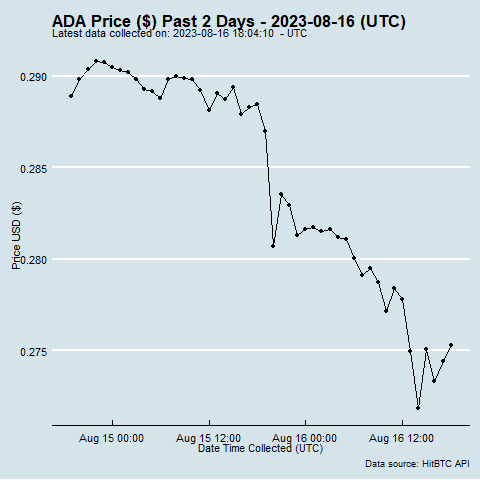 ADA Price ($) Past 2 Days - 2023-08-16 (UTC)
Latest data collected on: 2023-08-16 18:04:10 - UTC
0.290
0.285
0.280
0.275
Price USD ($)
Aug 15 00:00 Aug 15 12:00 Aug 16 00:00 Aug 16 12:00
Date Time Collected (UTC)
Data source: HitBTC API